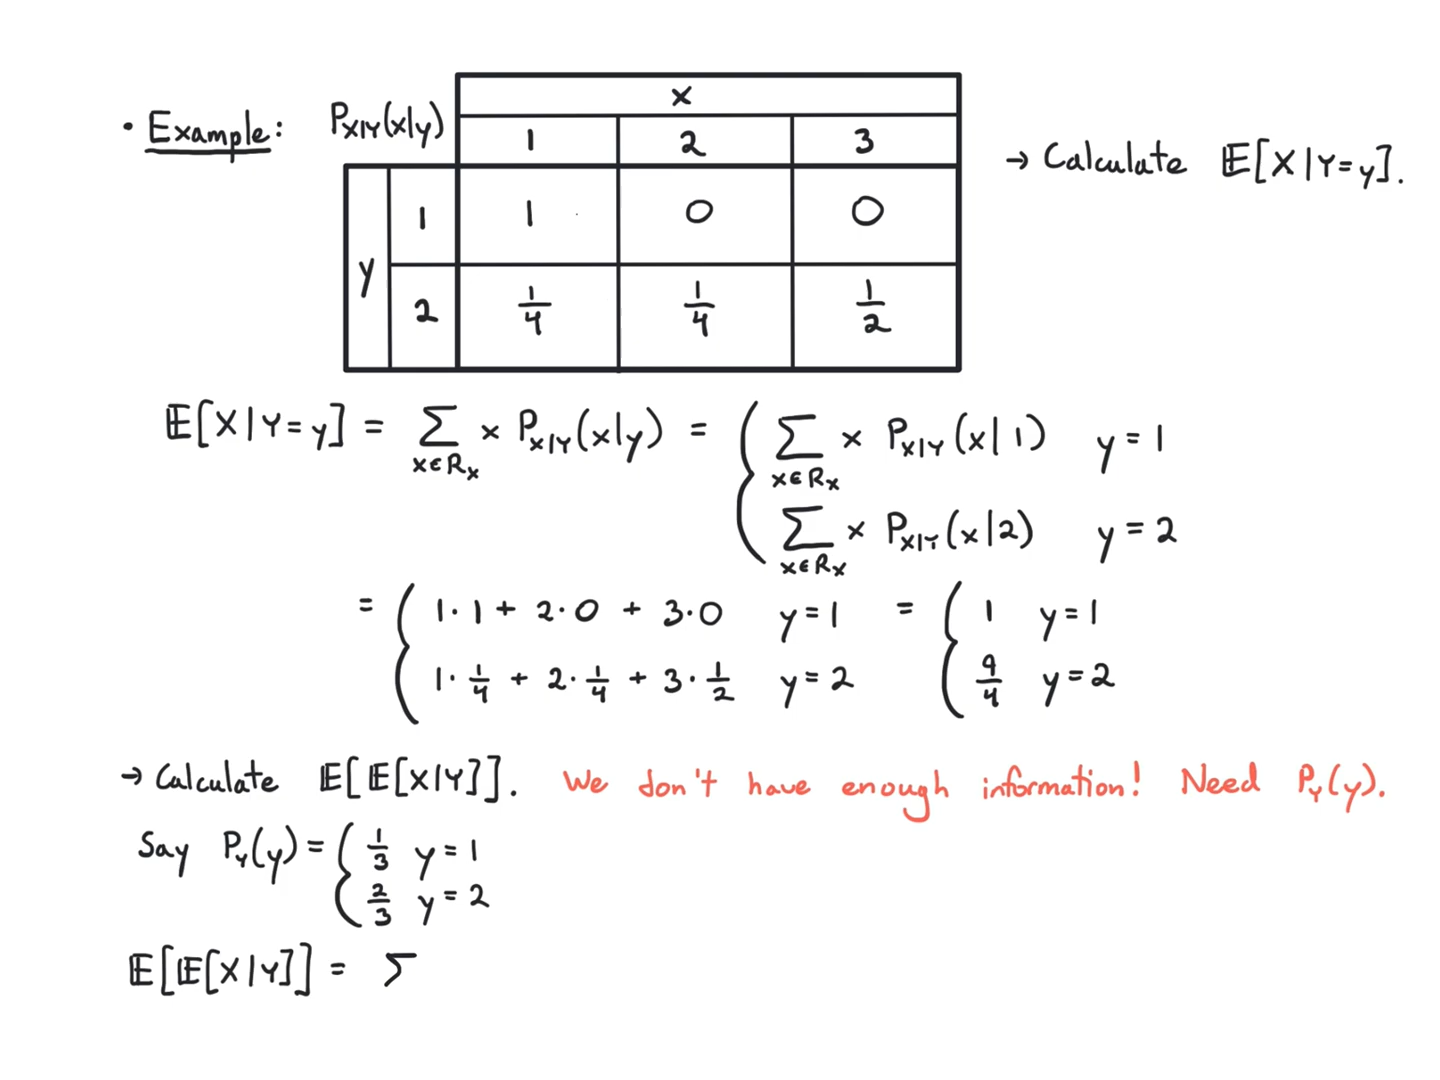 • Example: P_{X|Y}(x|y)
x
1 2 3
y
1 1 0 0
2 1/4 1/4 1/2
→ Calculate 𝔼[X|Y=y].
𝔼[X|Y=y] = ∑_{x∈R_X} x P_{X|Y}(x|y) = { ∑_{x∈R_X} x P_{X|Y}(x|1) y=1
∑_{x∈R_X} x P_{X|Y}(x|2) y=2
= { 1·1 + 2·0 + 3·0 y=1 = { 1 y=1
1·1/4 + 2·1/4 + 3·1/2 y=2 9/4 y=2
→ Calculate 𝔼[𝔼[X|Y]]. We don't have enough information! Need P_Y(y).
Say P_Y(y) = { 1/3 y=1
2/3 y=2
𝔼[𝔼[X|Y]] = ∑